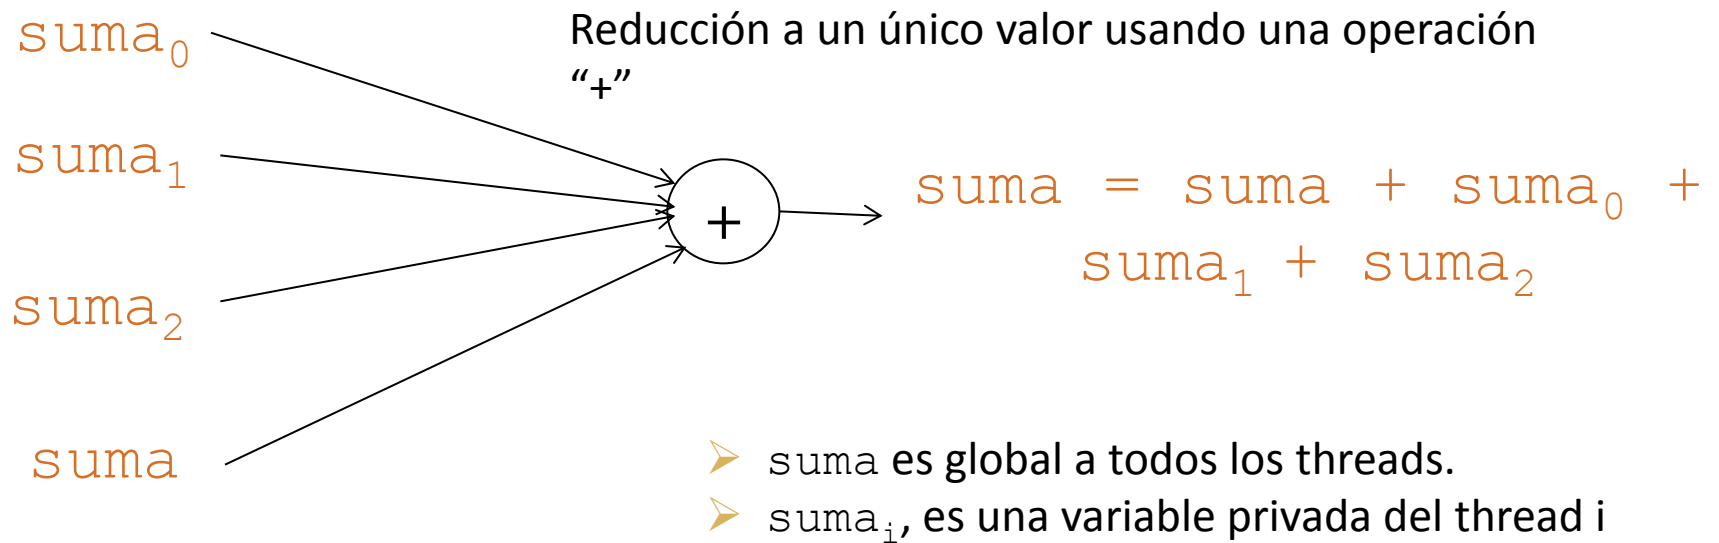 suma₀
Reducción a un único valor usando una operación
“+”
suma₁
suma₂
suma
+
suma = suma + suma₀ +
suma₁ + suma₂
➢ suma es global a todos los threads.
➢ sumaᵢ, es una variable privada del thread i